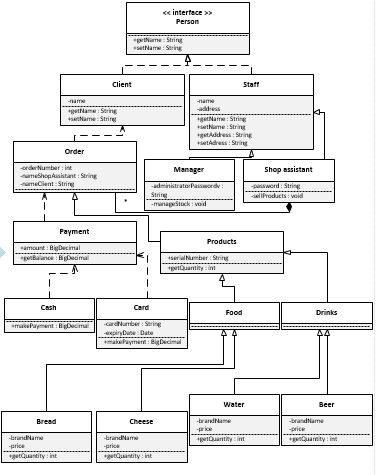 << interface >>
Person
+getName : String
+setName : String
Client
-name
+getName : String
+setName : String
Staff
-name
-address
+getName : String
+setName : String
+getAddress : String
+setAdress : String
Order
-orderNumber : int
-nameShopAssistant : String
-nameClient : String
Manager
-administratorPasswordv :
String
-manageStock : void
Shop assistant
-password : String
-sellProducts : void
*
Payment
+amount : BigDecimal
+getBalance : BigDecimal
Products
+serialNumber : String
+getQuantity : int
Cash
+makePayment : BigDecimal
Card
-cardNumber : String
-expiryDate : Date
+makePayment : BigDecimal
Food
Drinks
Bread
-brandName
-price
+getQuantity : int
Cheese
-brandName
-price
+getQuantity : int
Water
-brandName
-price
+getQuantity : int
Beer
-brandName
-price
+getQuantity : int